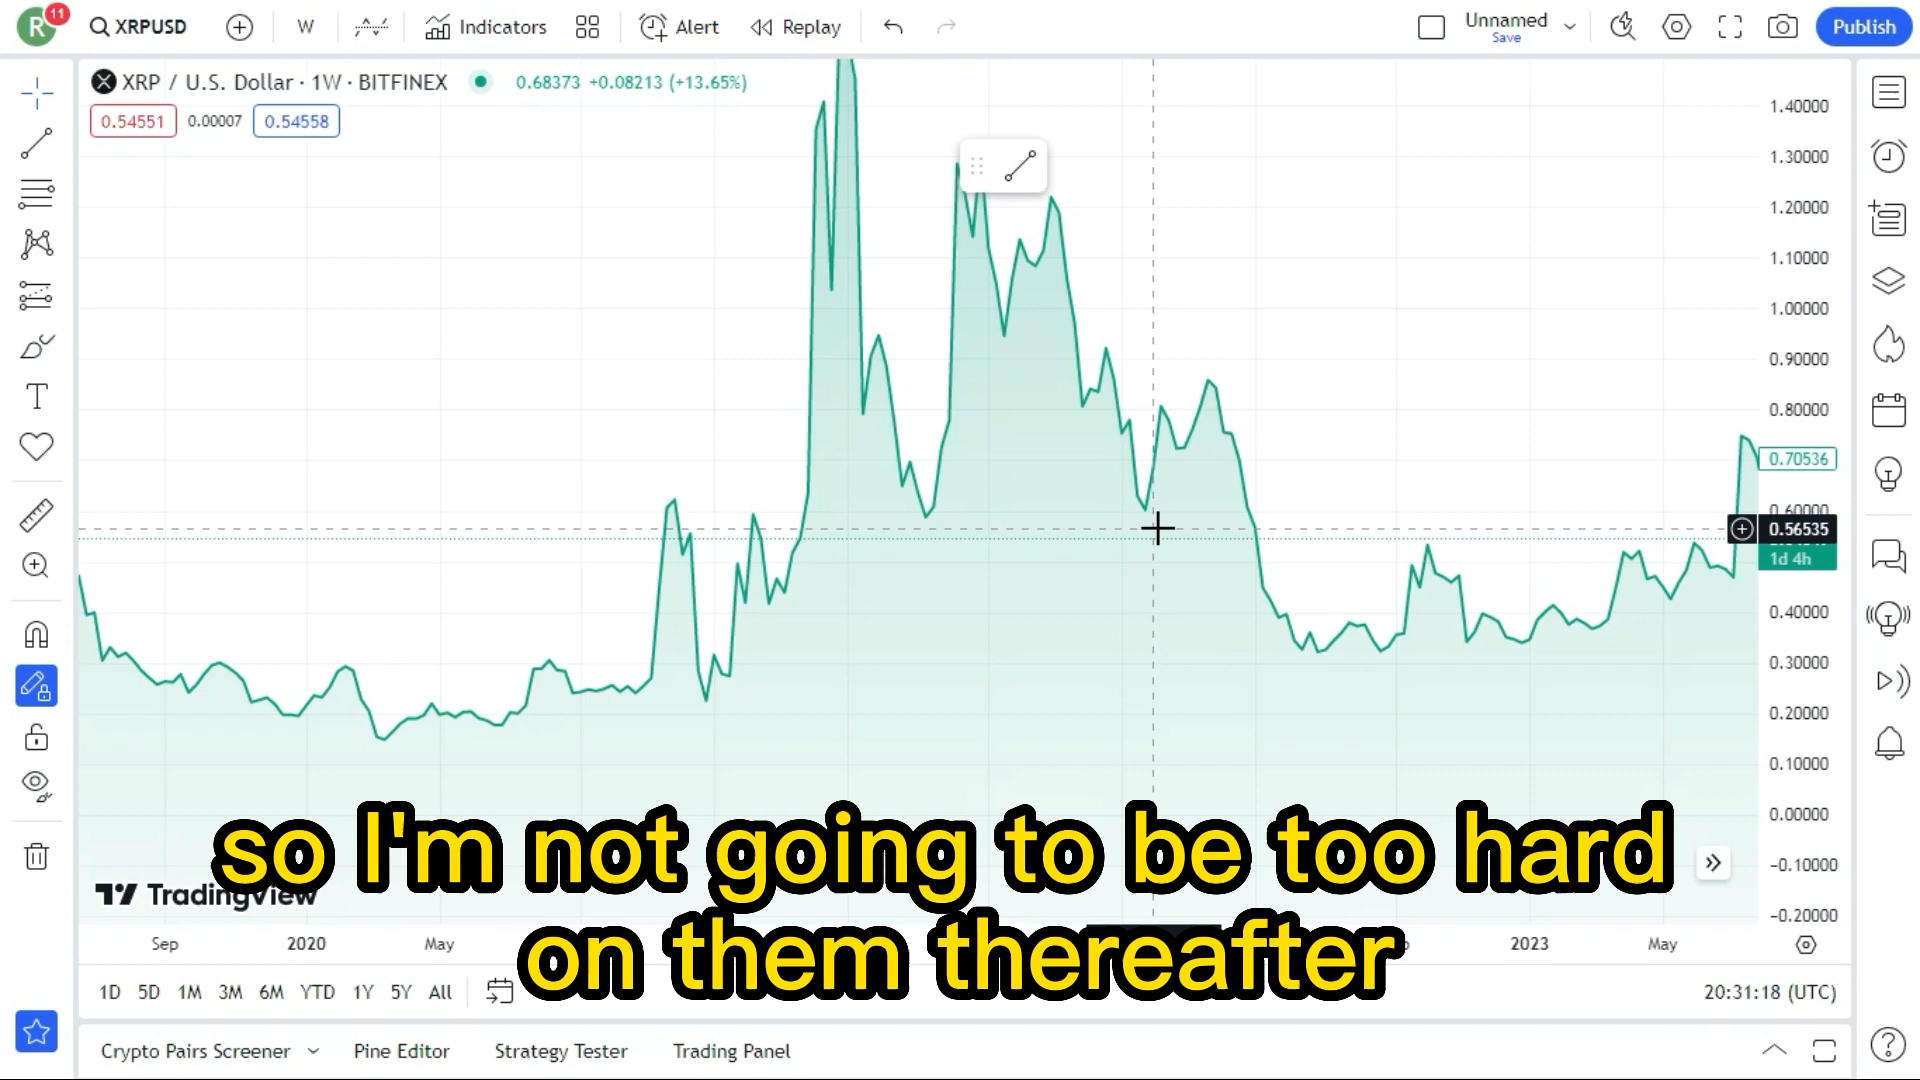 R 11 XRPUSD W Indicators Alert Replay Unnamed Save Publish
XRP / U.S. Dollar · 1W · BITFINEX 0.68373 +0.08213 (+13.65%)
0.54551 0.00007 0.54558
1.40000
1.30000
1.20000
1.10000
1.00000
0.90000
0.80000
0.70536
0.60000
0.56535
1d 4h
0.40000
0.30000
0.20000
0.10000
0.00000
−0.10000
−0.20000
so I'm not going to be too hard
on them thereafter
TradingView
Sep 2020 May 2023 May
1D 5D 1M 3M 6M YTD 1Y 5Y All 20:31:18 (UTC)
Crypto Pairs Screener Pine Editor Strategy Tester Trading Panel